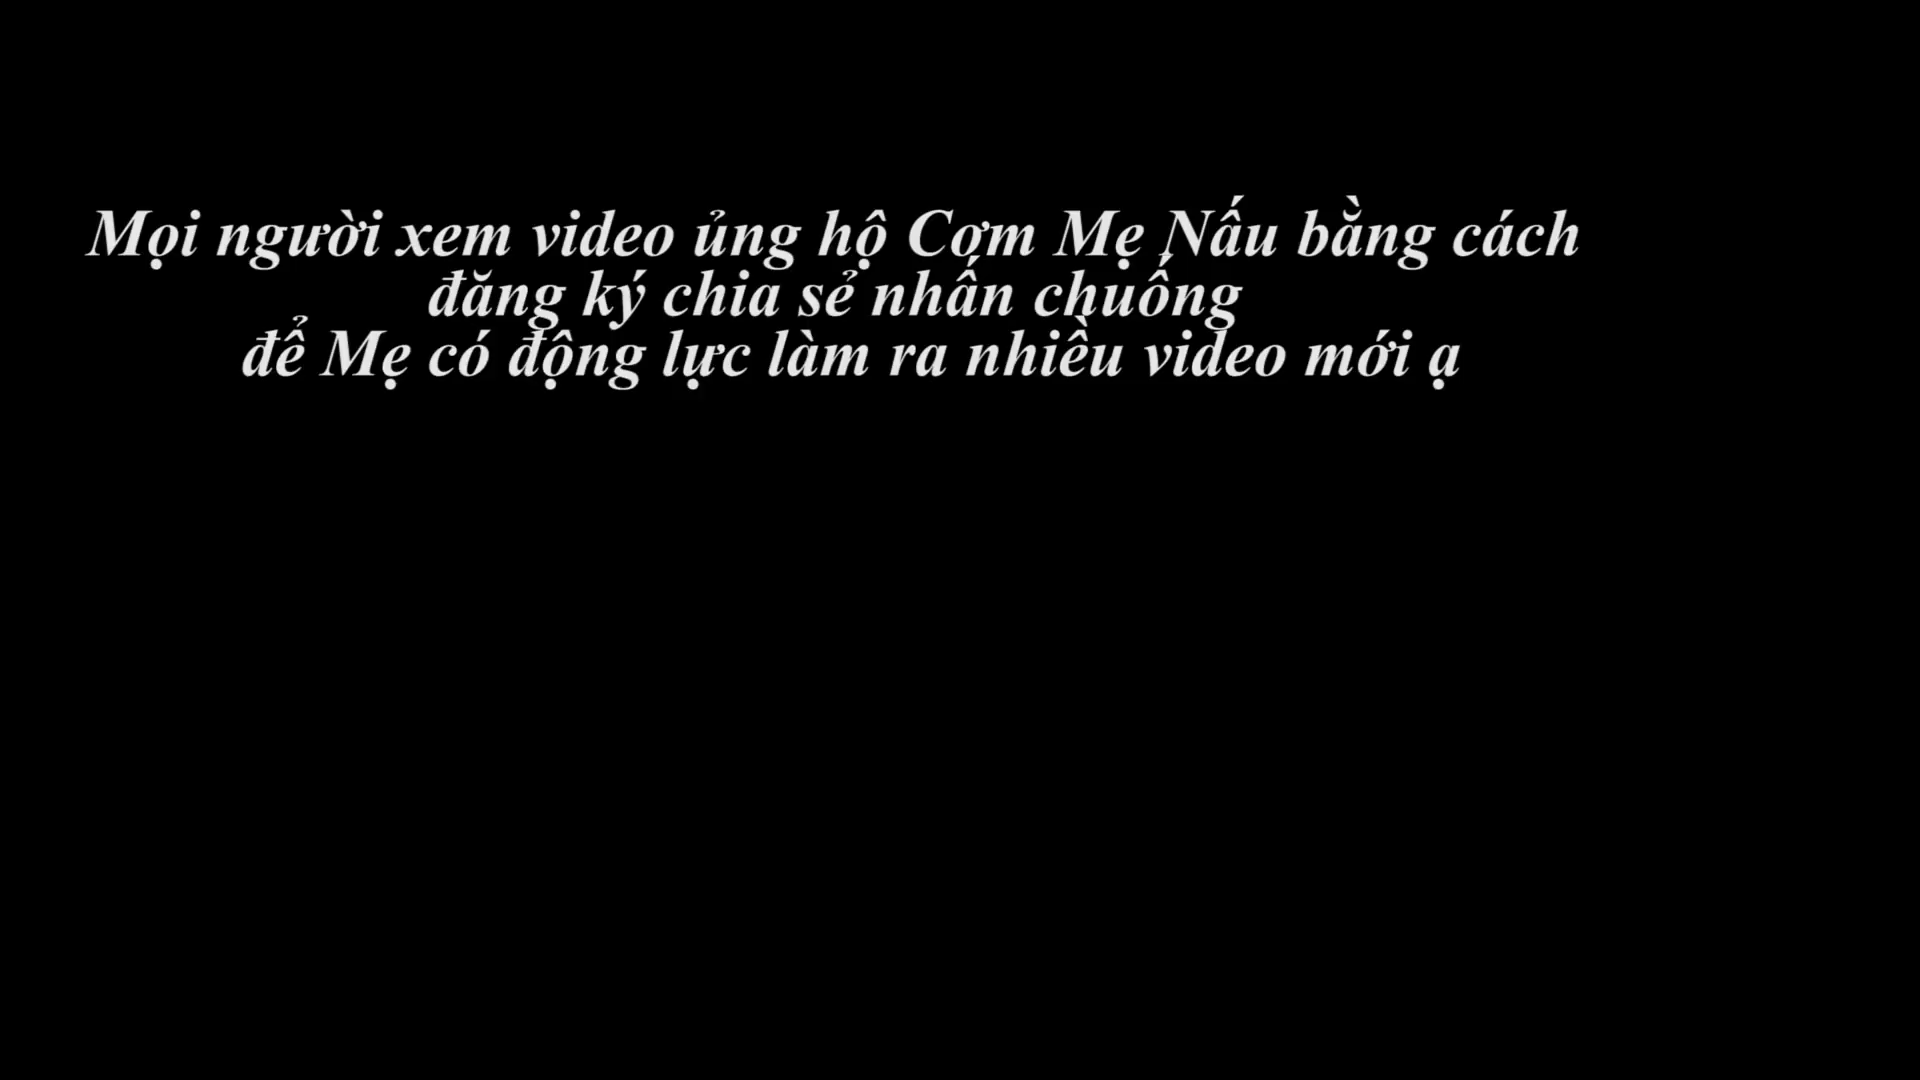 Mọi người xem video ủng hộ Cơm Mẹ Nấu bằng cách
đăng ký chia sẻ nhấn chuống
để Mẹ có động lực làm ra nhiều video mới ạ